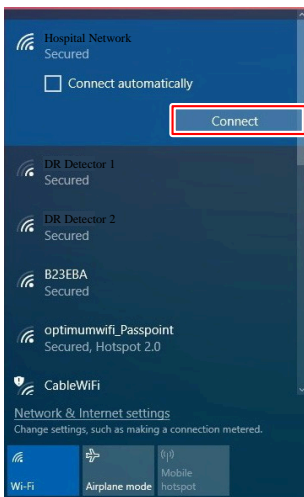 Hospital Network
Secured
Connect automatically
Connect
DR Detector 1
Secured
DR Detector 2
Secured
B23EBA
Secured
optimumwifi_Passpoint
Secured, Hotspot 2.0
CableWiFi
Network & Internet settings
Change settings, such as making a connection metered.
Wi-Fi
Airplane mode
Mobile
hotspot